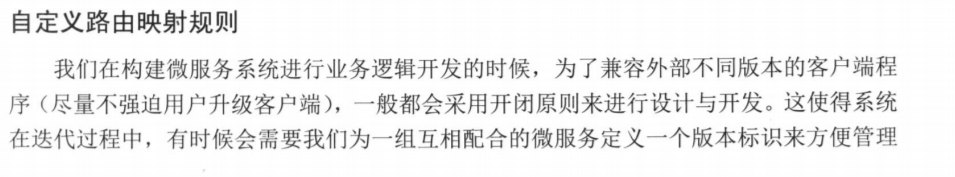 自定义路由映射规则
我们在构建微服务系统进行业务逻辑开发的时候，为了兼容外部不同版本的客户端程
序（尽量不强迫用户升级客户端），一般都会采用开闭原则来进行设计与开发。这使得系统
在迭代过程中，有时候会需要我们为一组互相配合的微服务定义一个版本标识来方便管理